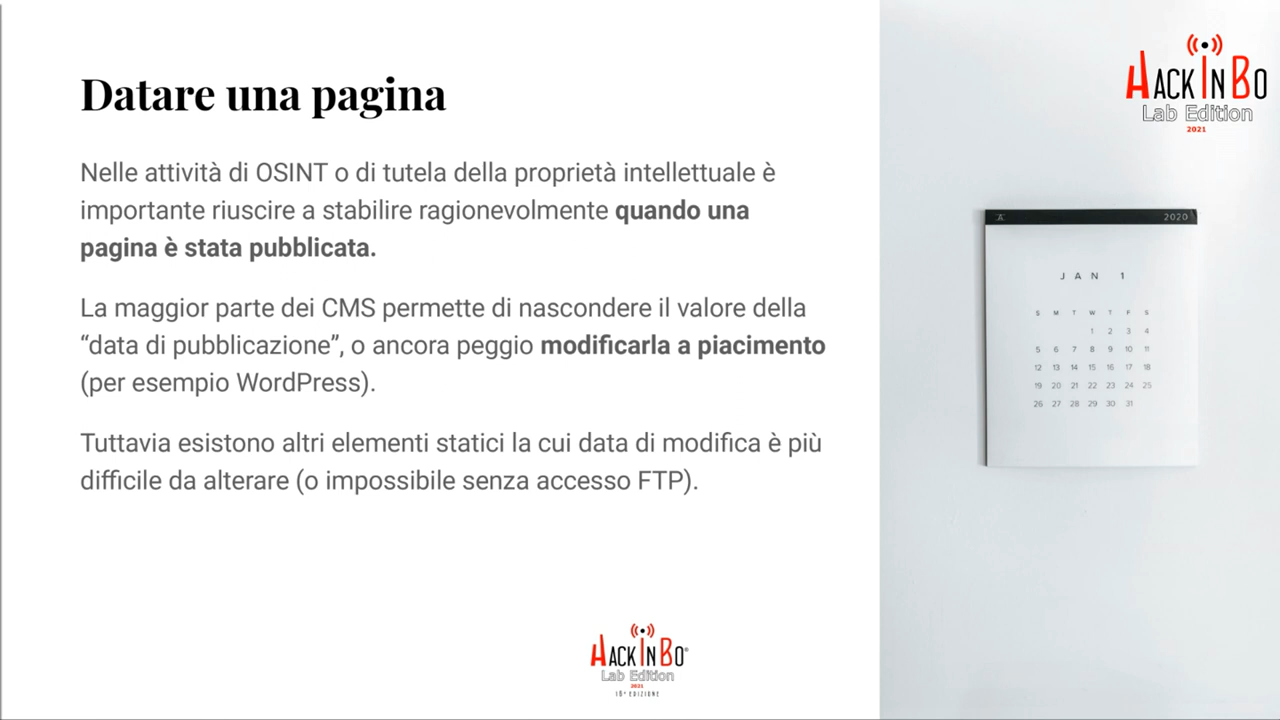 Datare una pagina
Nelle attività di OSINT o di tutela della proprietà intellettuale è
importante riuscire a stabilire ragionevolmente quando una
pagina è stata pubblicata.
La maggior parte dei CMS permette di nascondere il valore della
“data di pubblicazione”, o ancora peggio modificarla a piacimento
(per esempio WordPress).
Tuttavia esistono altri elementi statici la cui data di modifica è più
difficile da alterare (o impossibile senza accesso FTP).
HACK IN BO®
Lab Edition
2021
18ª EDIZIONE
HACK IN BO
Lab Edition
2021
2020
JAN 1
S M T W T F S
1 2 3 4
5 6 7 8 9 10 11
12 13 14 15 16 17 18
19 20 21 22 23 24 25
26 27 28 29 30 31